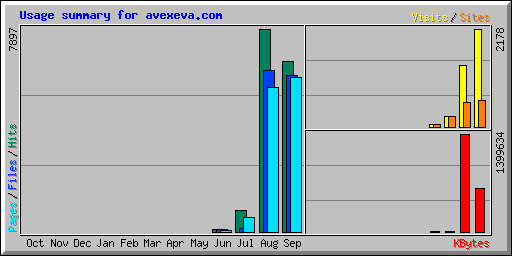 Usage summary for avexeva.com
Visits / Sites
7897
2178
Pages / Files / Hits
1399634
Oct Nov Dec Jan Feb Mar Apr May Jun Jul Aug Sep
KBytes